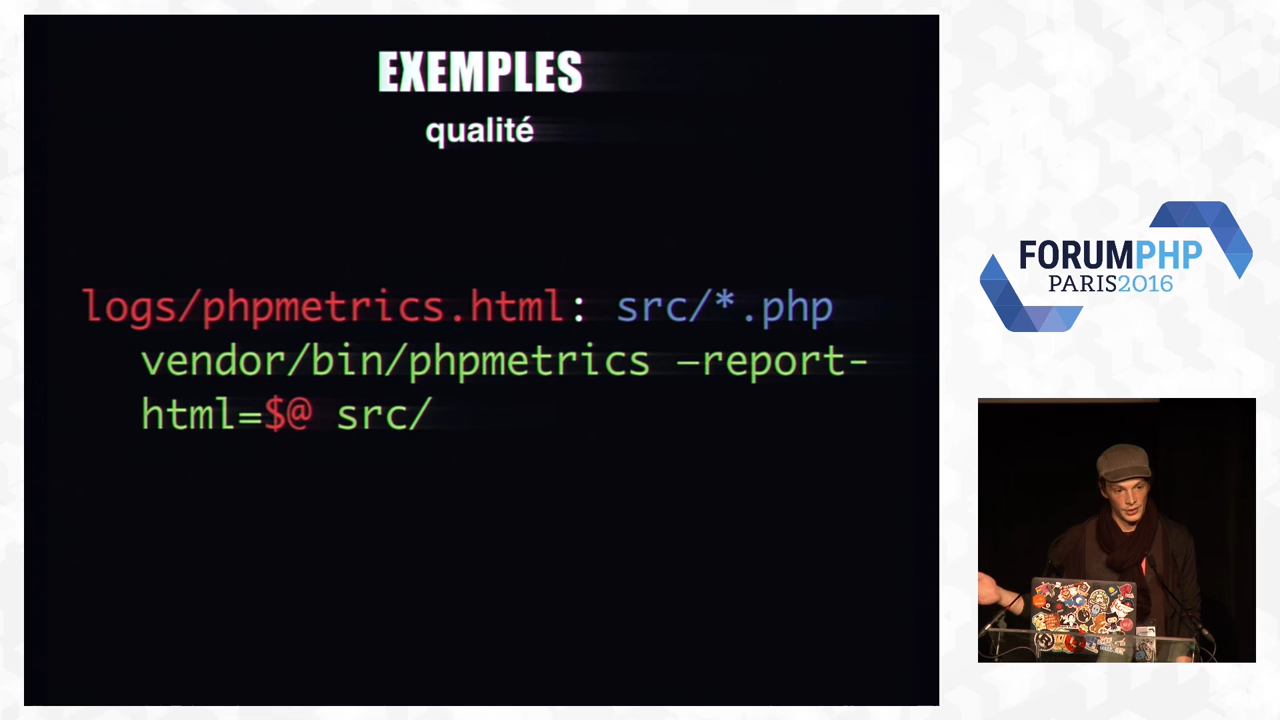 EXEMPLES
qualité
logs/phpmetrics.html: src/*.php
vendor/bin/phpmetrics –report-
html=$@ src/
FORUMPHP
PARIS2016